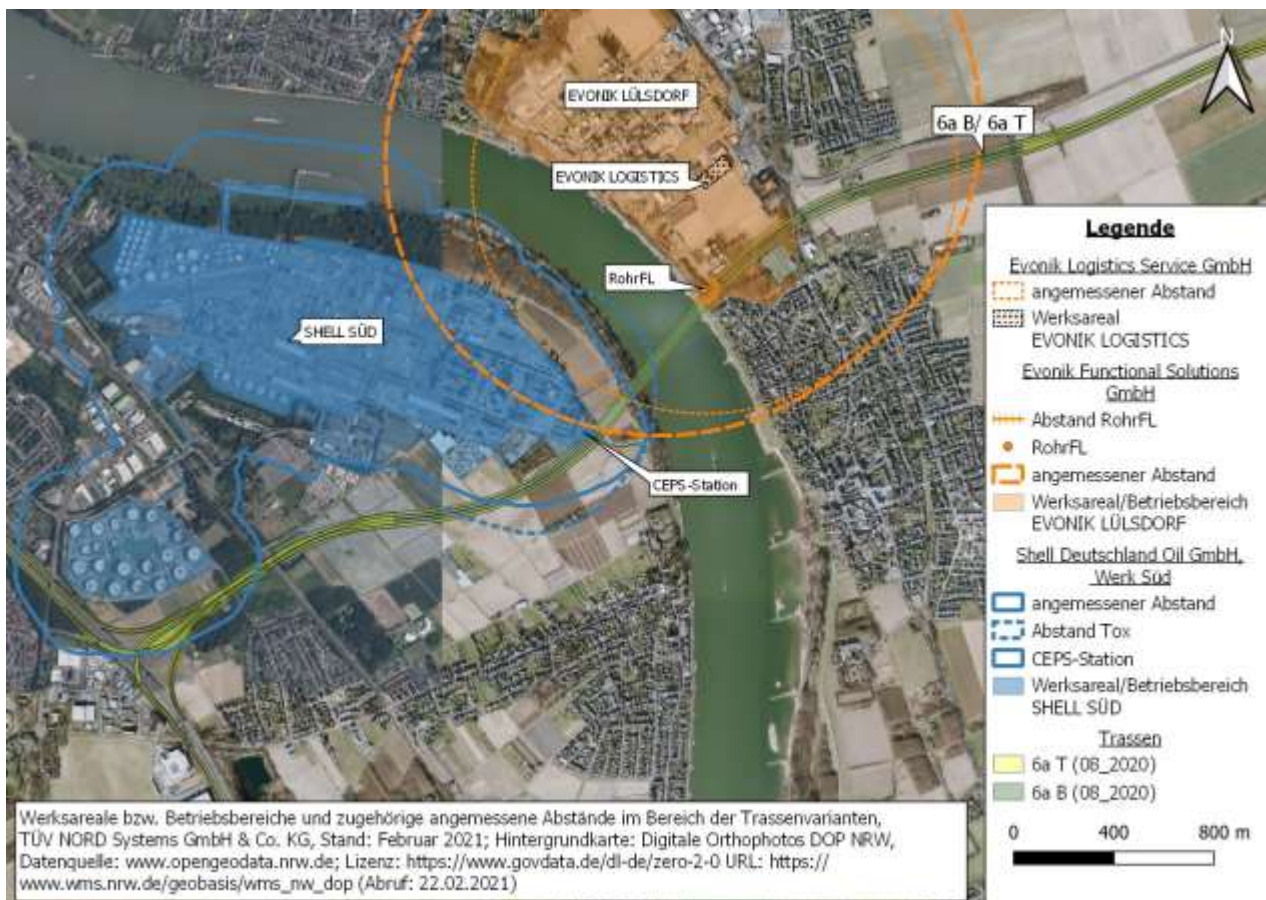 N
EVONIK LÜLSDORF
6a B/ 6a T
EVONIK LOGISTICS
RohrFL
SHELL SÜD
CEPS-Station
Legende
Evonik Logistics Service GmbH
angemessener Abstand
Werksareal
EVONIK LOGISTICS
Evonik Functional Solutions
GmbH
Abstand RohrFL
RohrFL
angemessener Abstand
Werksareal/Betriebsbereich
EVONIK LÜLSDORF
Shell Deutschland Oil GmbH,
Werk Süd
angemessener Abstand
Abstand Tox
CEPS-Station
Werksareal/Betriebsbereich
SHELL SÜD
Trassen
6a T (08_2020)
6a B (08_2020)
0 400 800 m
Werksareale bzw. Betriebsbereiche und zugehörige angemessene Abstände im Bereich der Trassenvarianten,
TÜV NORD Systems GmbH & Co. KG, Stand: Februar 2021; Hintergrundkarte: Digitale Orthophotos DOP NRW,
Datenquelle: www.opengeodata.nrw.de; Lizenz: https://www.govdata.de/dl-de/zero-2-0 URL: https://
www.wms.nrw.de/geobasis/wms_nw_dop (Abruf: 22.02.2021)